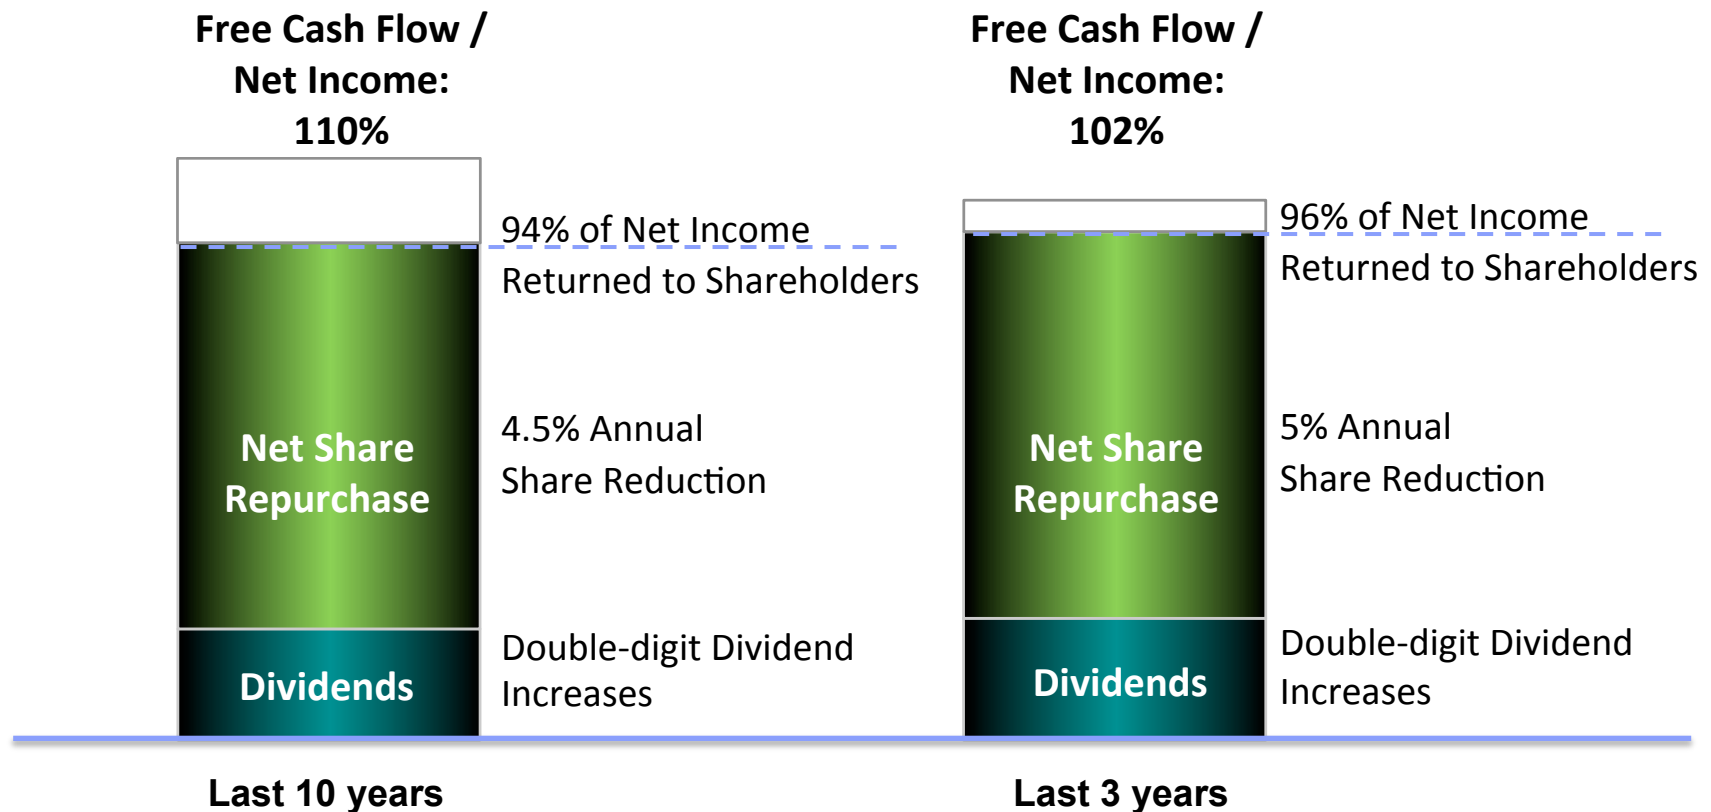 Free Cash Flow /
Net Income:
110%
94% of Net Income
Returned to Shareholders
Net Share
Repurchase
4.5% Annual
Share Reduction
Dividends
Double-digit Dividend
Increases
Last 10 years
Free Cash Flow /
Net Income:
102%
96% of Net Income
Returned to Shareholders
Net Share
Repurchase
5% Annual
Share Reduction
Dividends
Double-digit Dividend
Increases
Last 3 years